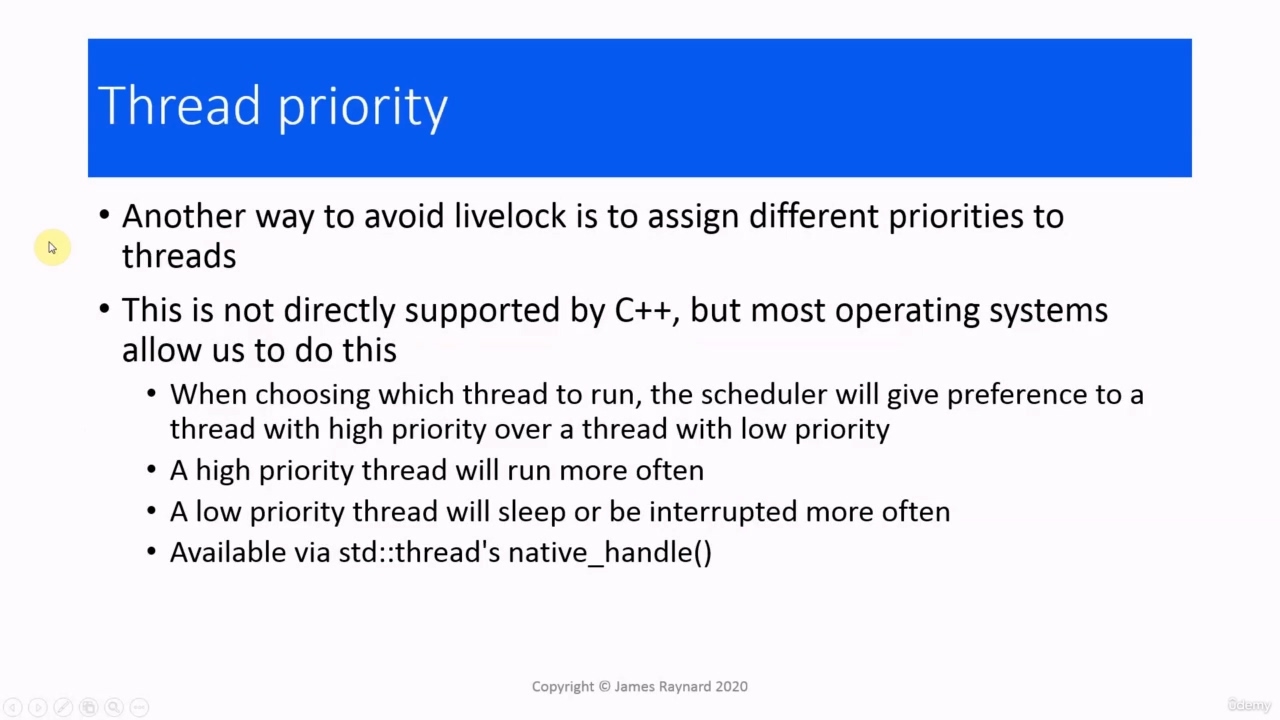 Thread priority
• Another way to avoid livelock is to assign different priorities to
threads
• This is not directly supported by C++, but most operating systems
allow us to do this
• When choosing which thread to run, the scheduler will give preference to a
thread with high priority over a thread with low priority
• A high priority thread will run more often
• A low priority thread will sleep or be interrupted more often
• Available via std::thread's native_handle()
Copyright © James Raynard 2020
ûdemy